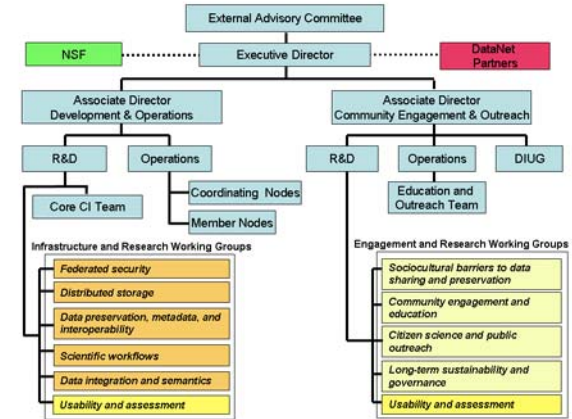 External Advisory Committee
NSF
Executive Director
DataNet
Partners
Associate Director
Development & Operations
Associate Director
Community Engagement & Outreach
R&D
Operations
R&D
Operations
DIUG
Core CI Team
Coordinating Nodes
Member Nodes
Education and
Outreach Team
Infrastructure and Research Working Groups
Federated security
Distributed storage
Data preservation, metadata, and
interoperability
Scientific workflows
Data integration and semantics
Usability and assessment
Engagement and Research Working Groups
Sociocultural barriers to data
sharing and preservation
Community engagement and
education
Citizen science and public
outreach
Long-term sustainability and
governance
Usability and assessment